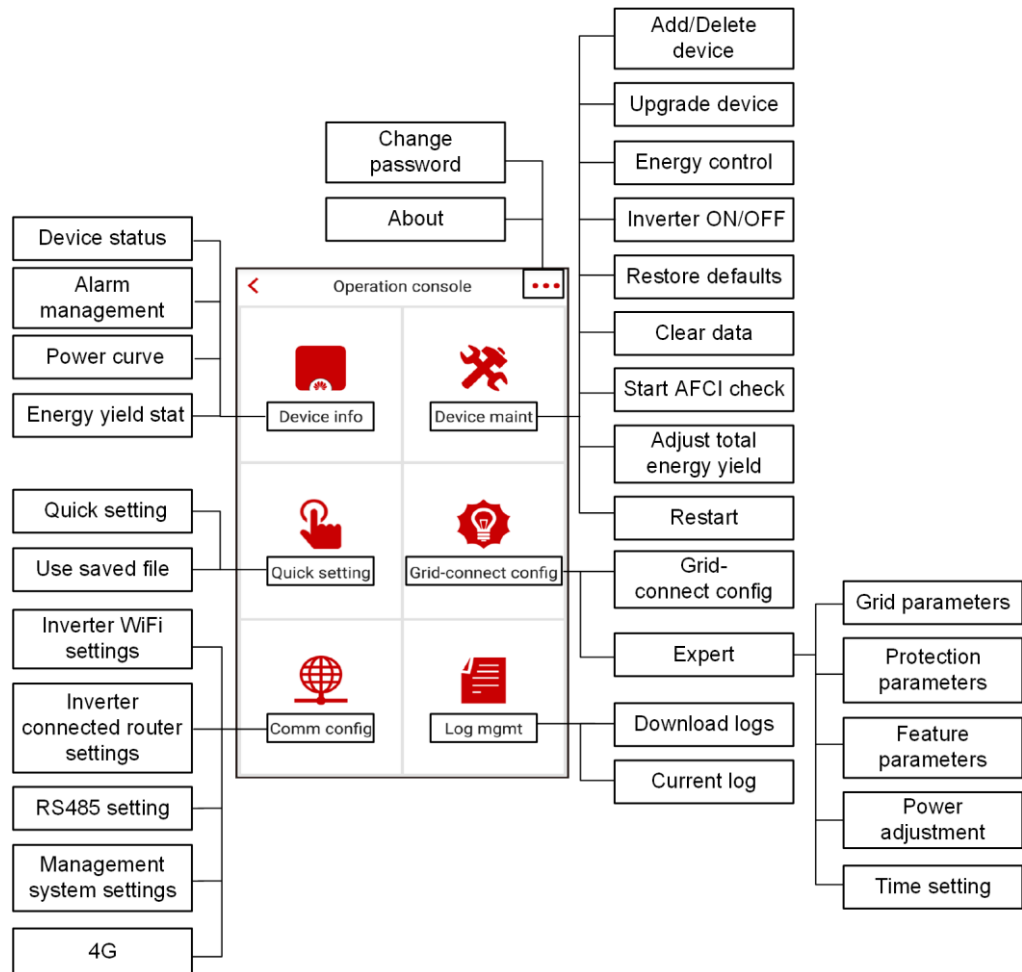 Add/Delete
device
Upgrade device
Energy control
Inverter ON/OFF
Restore defaults
Clear data
Start AFCI check
Adjust total
energy yield
Restart
Change
password
About
Device status
Alarm
management
Power curve
Energy yield stat
Operation console
Device info
Device maint
Quick setting
Use saved file
Quick setting
Grid-connect config
Grid-
connect config
Expert
Grid parameters
Protection
parameters
Feature
parameters
Power
adjustment
Time setting
Inverter WiFi
settings
Inverter
connected router
settings
RS485 setting
Management
system settings
4G
Comm config
Log mgmt
Download logs
Current log